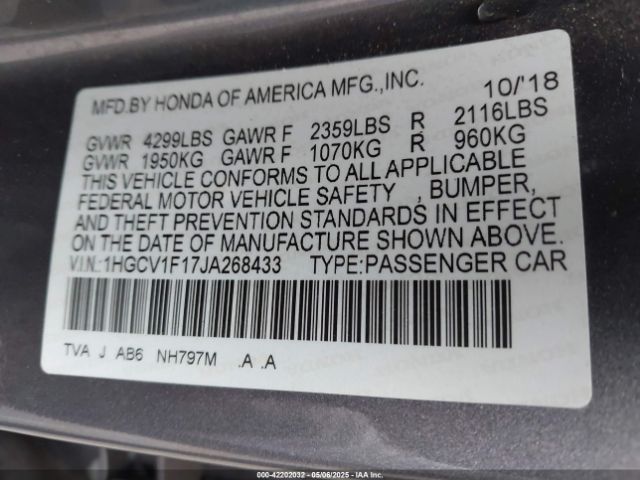 MFD.BY HONDA OF AMERICA MFG.,INC. 10/'18
GVWR 4299LBS GAWR F 2359LBS R 2116LBS
GVWR 1950KG GAWR F 1070KG R 960KG
THIS VEHICLE CONFORMS TO ALL APPLICABLE
FEDERAL MOTOR VEHICLE SAFETY , BUMPER,
AND THEFT PREVENTION STANDARDS IN EFFECT
ON THE DATE OF MANUFACTURE SHOWN ABOVE.
V.I.N.:1HGCV1F17JA268433 TYPE:PASSENGER CAR
TVA J AB6 NH797M .A .A
000-42202032 - 05/06/2025 - IAA Inc.